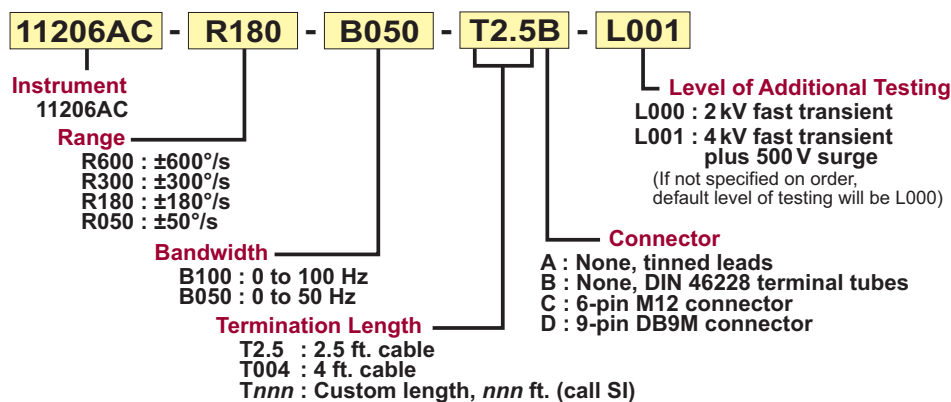 11206AC - R180 - B050 - T2.5B - L001
Instrument
11206AC
Range
R600 : ±600°/s
R300 : ±300°/s
R180 : ±180°/s
R050 : ±50°/s
Bandwidth
B100 : 0 to 100 Hz
B050 : 0 to 50 Hz
Termination Length
T2.5 : 2.5 ft. cable
T004 : 4 ft. cable
Tnnn : Custom length, nnn ft. (call SI)
Connector
A : None, tinned leads
B : None, DIN 46228 terminal tubes
C : 6-pin M12 connector
D : 9-pin DB9M connector
Level of Additional Testing
L000 : 2 kV fast transient
L001 : 4 kV fast transient
plus 500 V surge
(If not specified on order,
default level of testing will be L000)